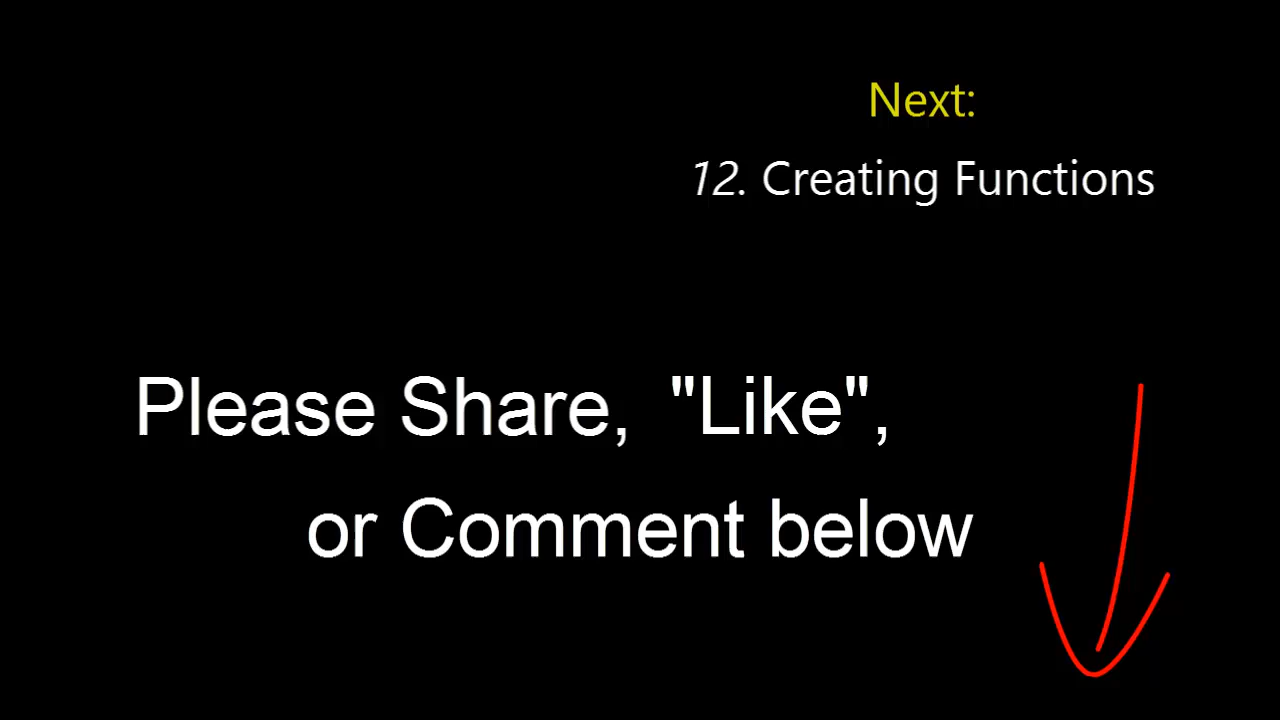 Next:
12. Creating Functions
Please Share, "Like",
or Comment below